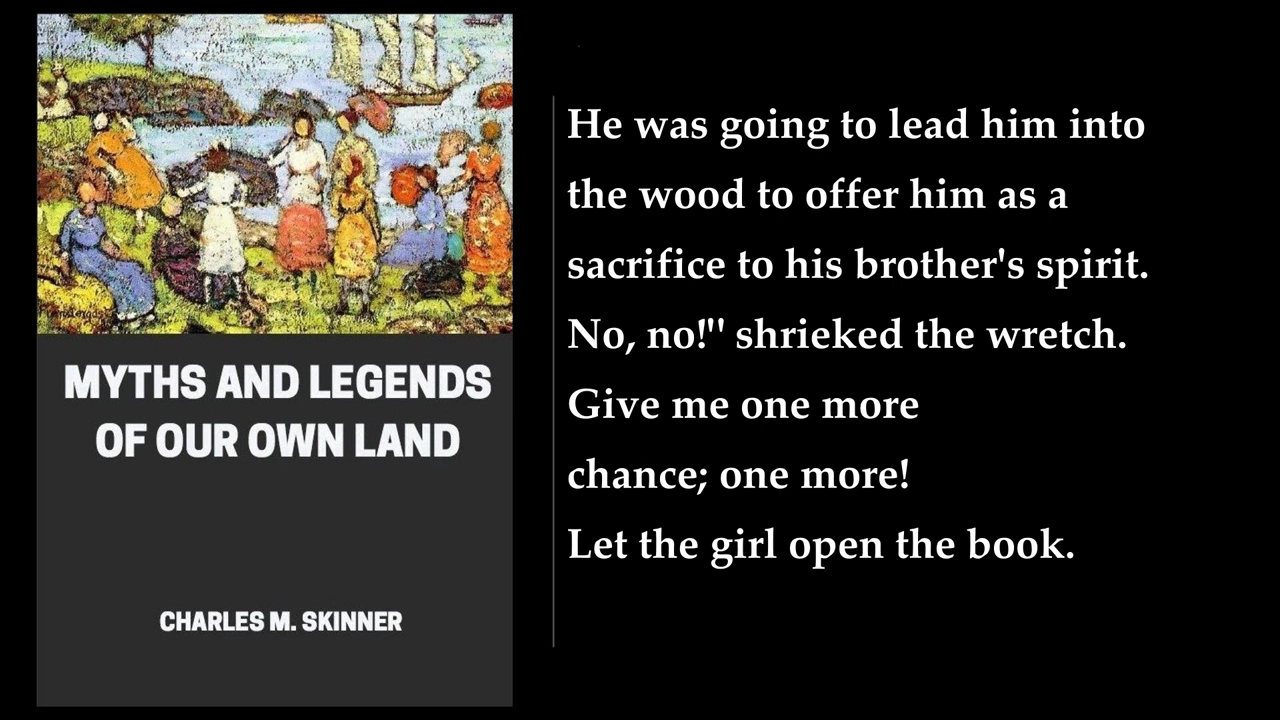 MYTHS AND LEGENDS
OF OUR OWN LAND
CHARLES M. SKINNER
He was going to lead him into
the wood to offer him as a
sacrifice to his brother's spirit.
No, no!" shrieked the wretch.
Give me one more
chance; one more!
Let the girl open the book.